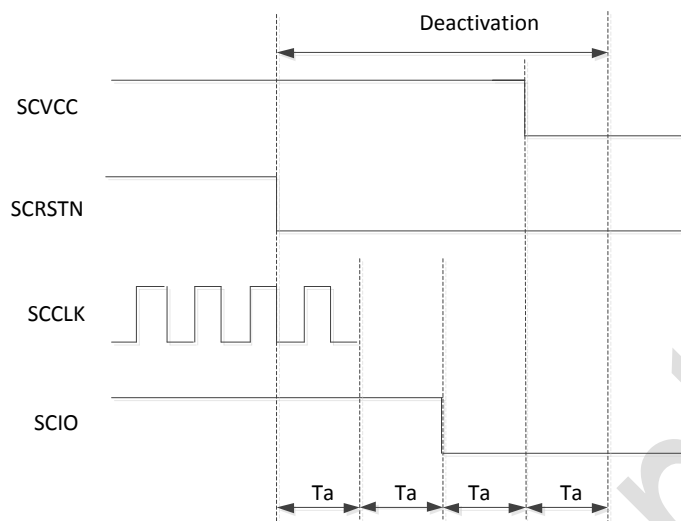 Deactivation
SCVCC
SCRSTN
SCCLK
SCIO
Ta Ta Ta Ta